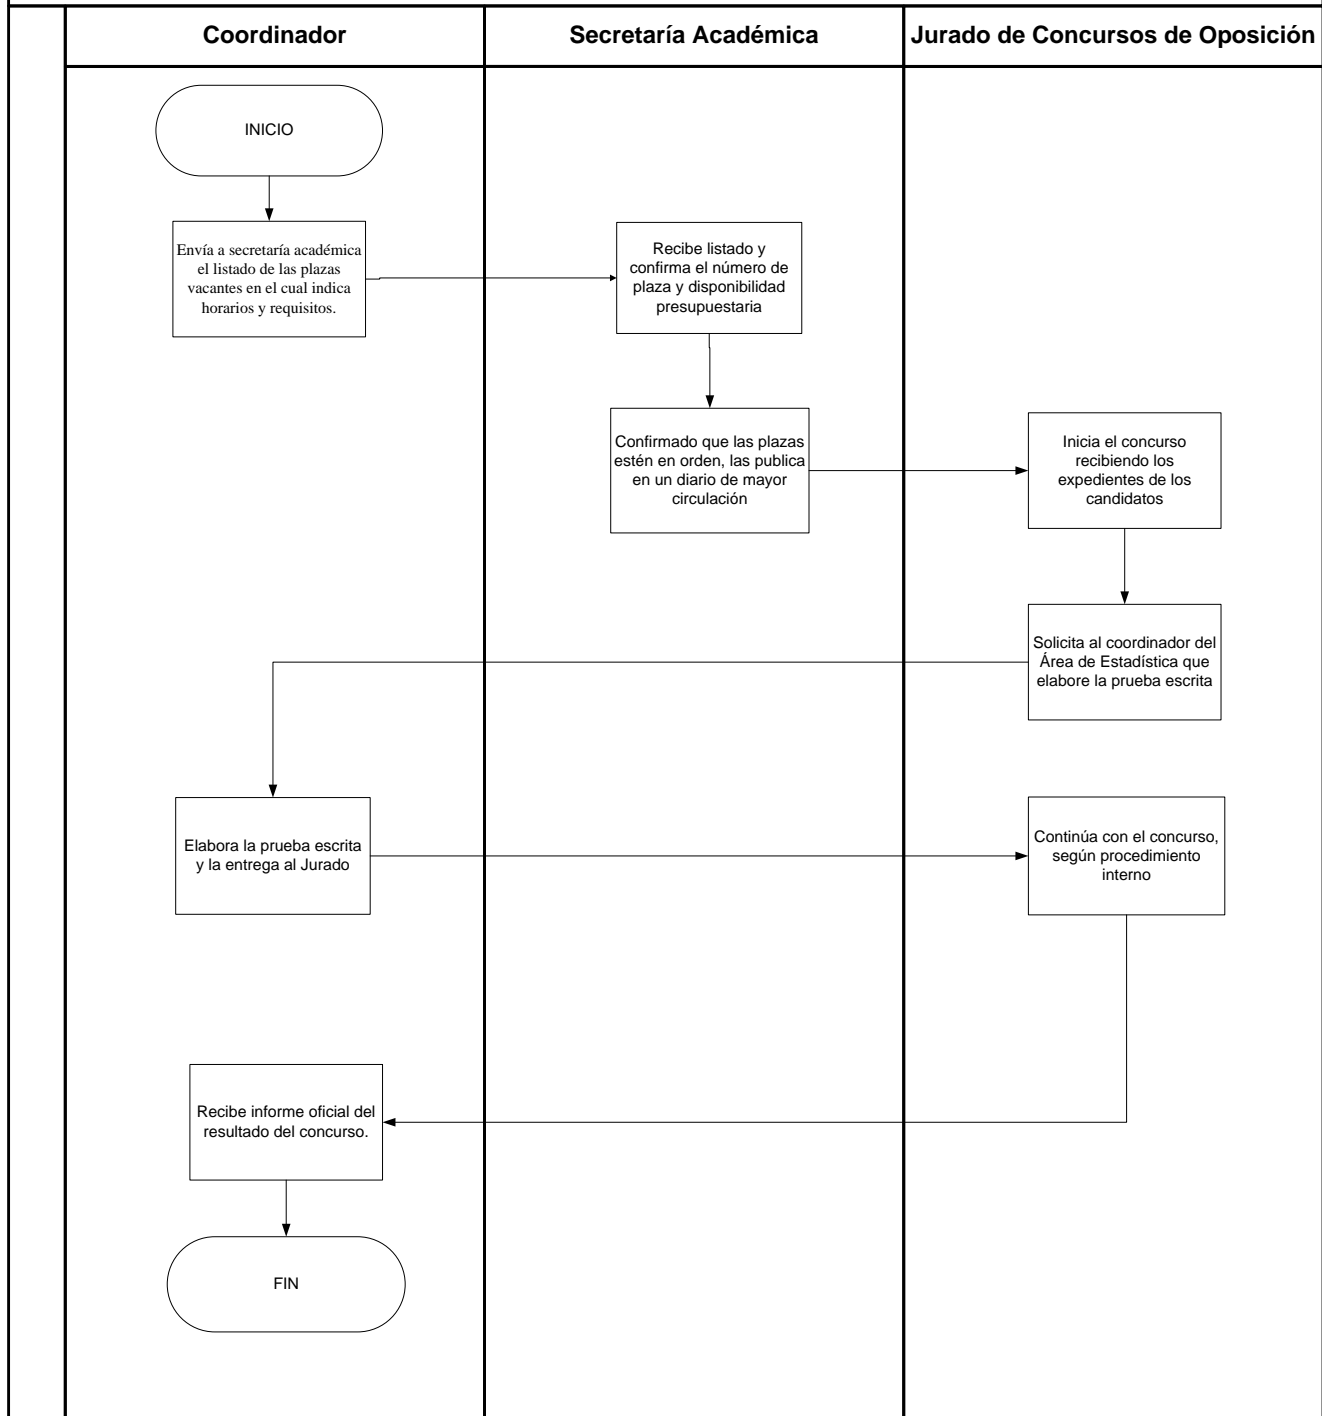 Coordinador
Secretaría Académica
Jurado de Concursos de Oposición
INICIO
Envía a secretaría académica
el listado de las plazas
vacantes en el cual indica
horarios y requisitos.
Recibe listado y
confirma el número de
plaza y disponibilidad
presupuestaria
Confirmado que las plazas
estén en orden, las publica
en un diario de mayor
circulación
Inicia el concurso
recibiendo los
expedientes de los
candidatos
Solicita al coordinador del
Área de Estadística que
elabore la prueba escrita
Elabora la prueba escrita
y la entrega al Jurado
Continúa con el concurso,
según procedimiento
interno
Recibe informe oficial del
resultado del concurso.
FIN